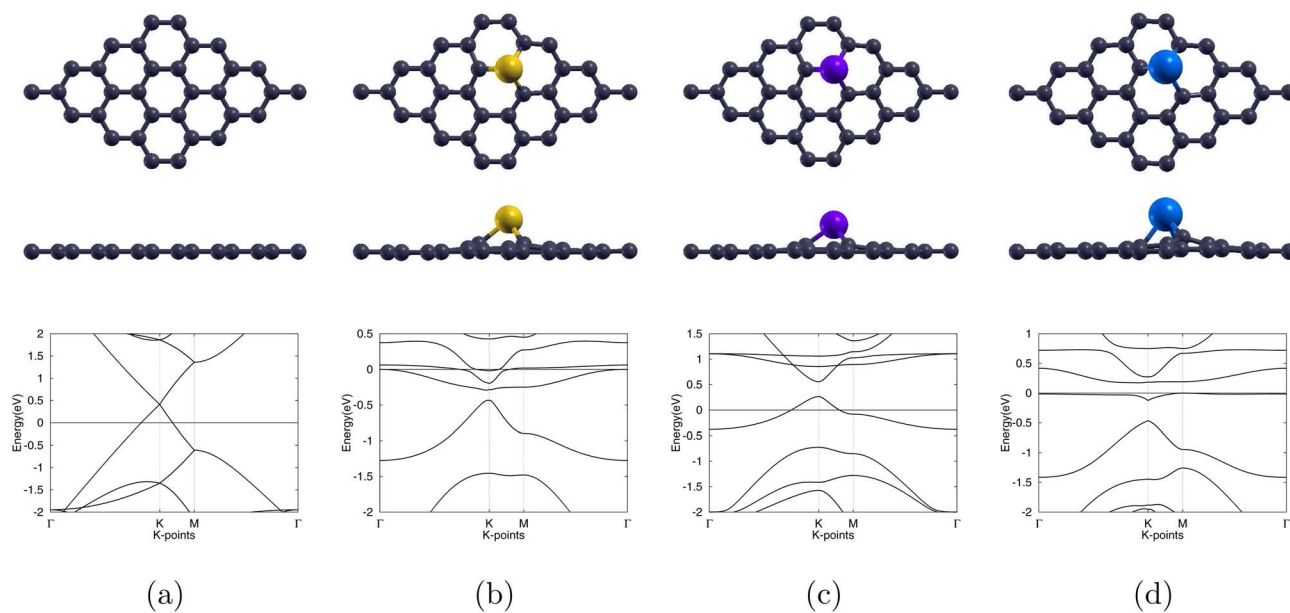 2
1.5
1
0.5
0
-0.5
-1
-1.5
-2
Energy(eV)
Γ K M Γ
K-points
0.5
0
-0.5
-1
-1.5
-2
Energy(eV)
Γ K M Γ
K-points
1.5
1
0.5
0
-0.5
-1
-1.5
-2
Energy(eV)
Γ K M Γ
K-points
1
0.5
0
-0.5
-1
-1.5
-2
Energy(eV)
Γ K M Γ
K-points
(a) (b) (c) (d)